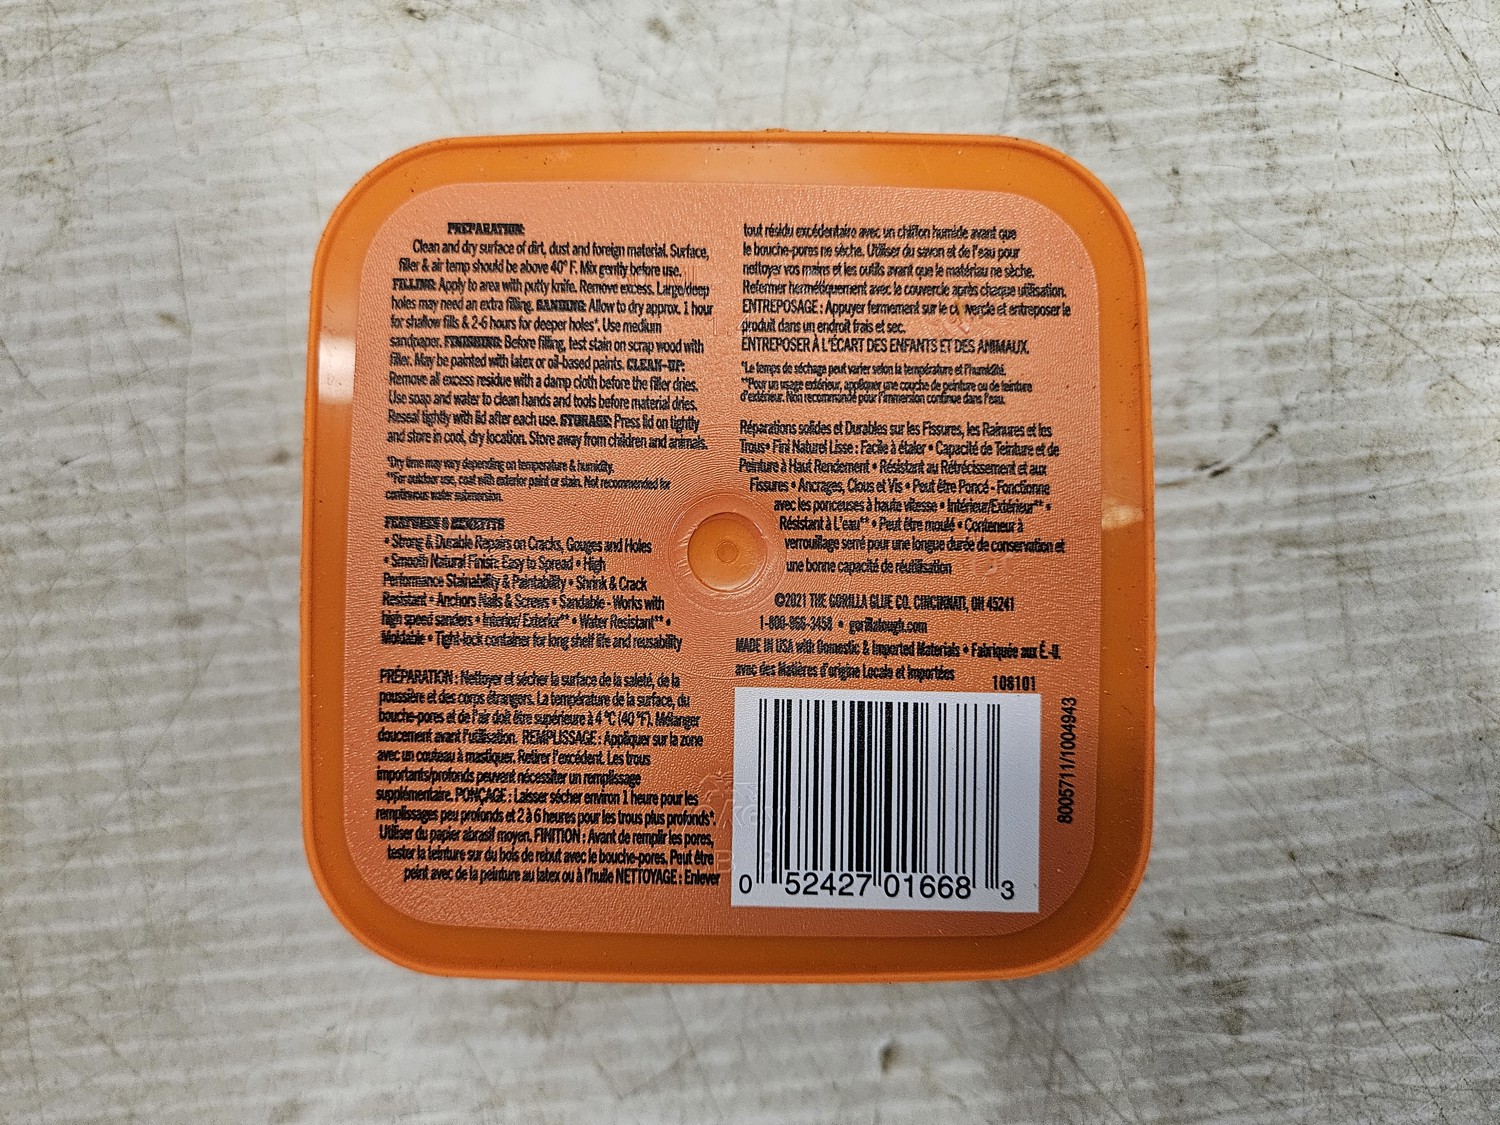 PREPARATION:
Clean and dry surface of dirt, dust and foreign material. Surface,
filler & air temp should be above 40° F. Mix gently before use.
FILLING: Apply to area with putty knife. Remove excess. Large/deep
holes may need an extra filling. SANDING: Allow to dry approx. 1 hour
for shallow fills & 2-6 hours for deeper holes*. Use medium
sandpaper. FINISHING: Before filling, test stain on scrap wood with
filler. May be painted with latex or oil-based paints. CLEAN-UP:
Remove all excess residue with a damp cloth before the filler dries.
Use soap and water to clean hands and tools before material dries.
Reseal tightly with lid after each use. STORAGE: Press lid on tightly
and store in cool, dry location. Store away from children and animals.
*Dry time may vary depending on temperature & humidity.
**For outdoor use, coat with exterior paint or stain. Not recommended for
continuous water submersion.
FEATURES & BENEFITS
• Strong & Durable Repairs on Cracks, Gouges and Holes
• Smooth Natural Finish: Easy to Spread • High
Performance Stainability & Paintability • Shrink & Crack
Resistant • Anchors Nails & Screws • Sandable - Works with
high speed sanders • Interior/Exterior** • Water Resistant** •
Moldable • Tight-lock container for long shelf life and reusability
PRÉPARATION : Nettoyer et sécher la surface de la saleté, de la
poussière et des corps étrangers. La température de la surface, du
bouche-pores et de l'air doit être supérieure à 4 °C (40 °F). Mélanger
doucement avant l'utilisation. REMPLISSAGE : Appliquer sur la zone
avec un couteau à mastiquer. Retirer l'excédent. Les trous
importants/profonds peuvent nécessiter un remplissage
supplémentaire. PONÇAGE : Laisser sécher environ 1 heure pour les
remplissages peu profonds et 2 à 6 heures pour les trous plus profonds*.
Utiliser du papier abrasif moyen. FINITION : Avant de remplir les pores,
tester la teinture sur du bois de rebut avec le bouche-pores. Peut être
peint avec de la peinture au latex ou à l'huile NETTOYAGE : Enlever
tout résidu excédentaire avec un chiffon humide avant que
le bouche-pores ne sèche. Utiliser du savon et de l'eau pour
nettoyer vos mains et les outils avant que le matériau ne sèche.
Refermer hermétiquement avec le couvercle après chaque utilisation.
ENTREPOSAGE : Appuyer fermement sur le couvercle et entreposer le
produit dans un endroit frais et sec.
ENTREPOSER À L'ÉCART DES ENFANTS ET DES ANIMAUX.
*Le temps de séchage peut varier selon la température et l'humidité.
**Pour un usage extérieur, appliquer une couche de peinture ou de teinture
d'extérieur. Non recommandé pour l'immersion continue dans l'eau.
Réparations solides et Durables sur les Fissures, les Rainures et les
Trous• Fini Naturel Lisse : Facile à étaler • Capacité de Teinture et de
Peinture à Haut Rendement • Résistant au Rétrécissement et aux
Fissures • Ancrages, Clous et Vis • Peut être Poncé - Fonctionne
avec les ponceuses à haute vitesse • Intérieur/Extérieur** •
Résistant à L'eau** • Peut être moulé • Conteneur à
verrouillage serré pour une longue durée de conservation et
une bonne capacité de réutilisation
©2021 THE GORILLA GLUE CO. CINCINNATI, OH 45241
1-800-966-3458 • gorillatough.com
MADE IN USA with Domestic & Imported Materials • Fabriquée aux É.-U.
avec des Matières d'origine Locale et Importées
108101
8005711/1004943
0 52427 01668 3